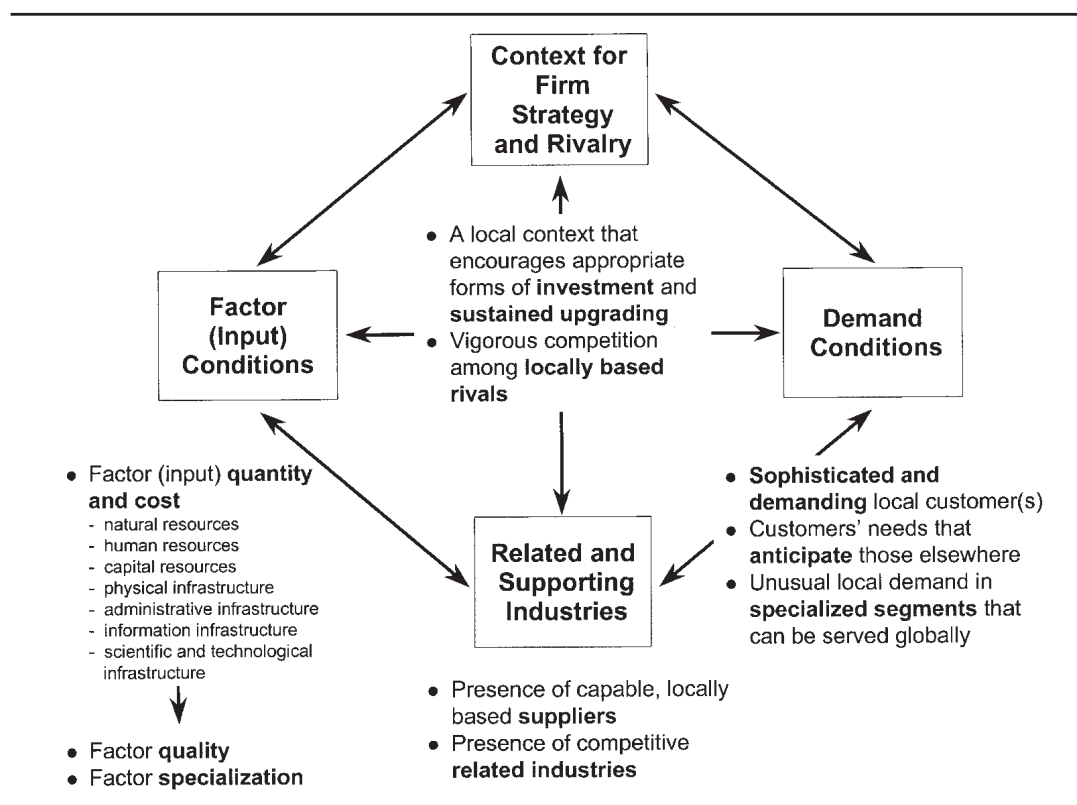 Context for
Firm
Strategy
and Rivalry
● A local context that
encourages appropriate
forms of investment and
sustained upgrading
● Vigorous competition
among locally based
rivals
Factor
(Input)
Conditions
Demand
Conditions
● Factor (input) quantity
and cost
- natural resources
- human resources
- capital resources
- physical infrastructure
- administrative infrastructure
- information infrastructure
- scientific and technological
infrastructure
● Factor quality
● Factor specialization
Related and
Supporting
Industries
● Presence of capable, locally
based suppliers
● Presence of competitive
related industries
● Sophisticated and
demanding local customer(s)
● Customers' needs that
anticipate those elsewhere
● Unusual local demand in
specialized segments that
can be served globally